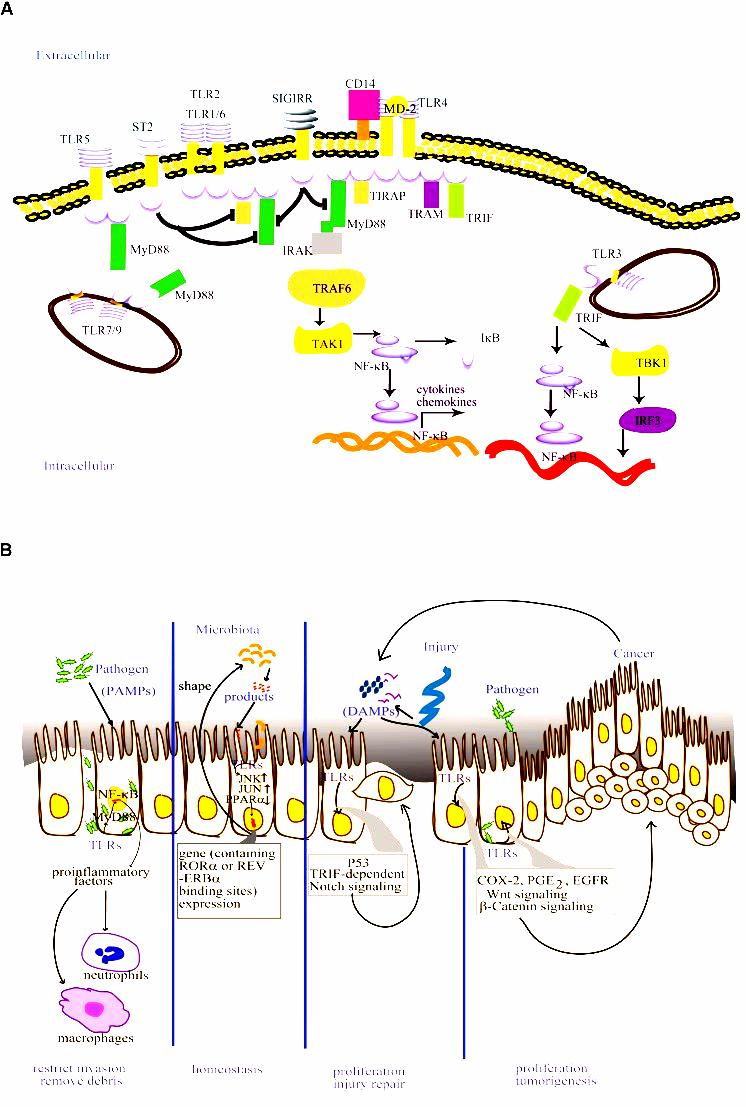 A
Extracellular
CD14
TLR2
TLR1/6
SIGIRR
MD-2
TLR4
ST2
TLR5
TIRAP
TRAM
TRIF
MyD88
MyD88
IRAK
TLR3
MyD88
TRAF6
TRIF
TLR7/9
TAK1
IκB
NF-κB
TBK1
NF-κB
cytokines
chemokines
IRF3
NF-κB
NF-κB
Intracellular
B
Microbiota
Injury
Cancer
Pathogen
(PAMPs)
shape
products
(DAMPs)
Pathogen
TLRs
JNK↑
JUN↑
PPARα↓
TLRs
TLRs
NF-κB
MyD88
TLRs
TLRs
proinflammatory
factors
gene (containing
RORα or REV
-ERBα
binding sites)
expression
P53
TRIF-dependent
Notch signaling
COX-2, PGE2, EGFR
Wnt signaling
β-Catenin signaling
neutrophils
macrophages
restrict invasion
remove debris
homeostasis
proliferation
injury repair
proliferation
tumorigenesis